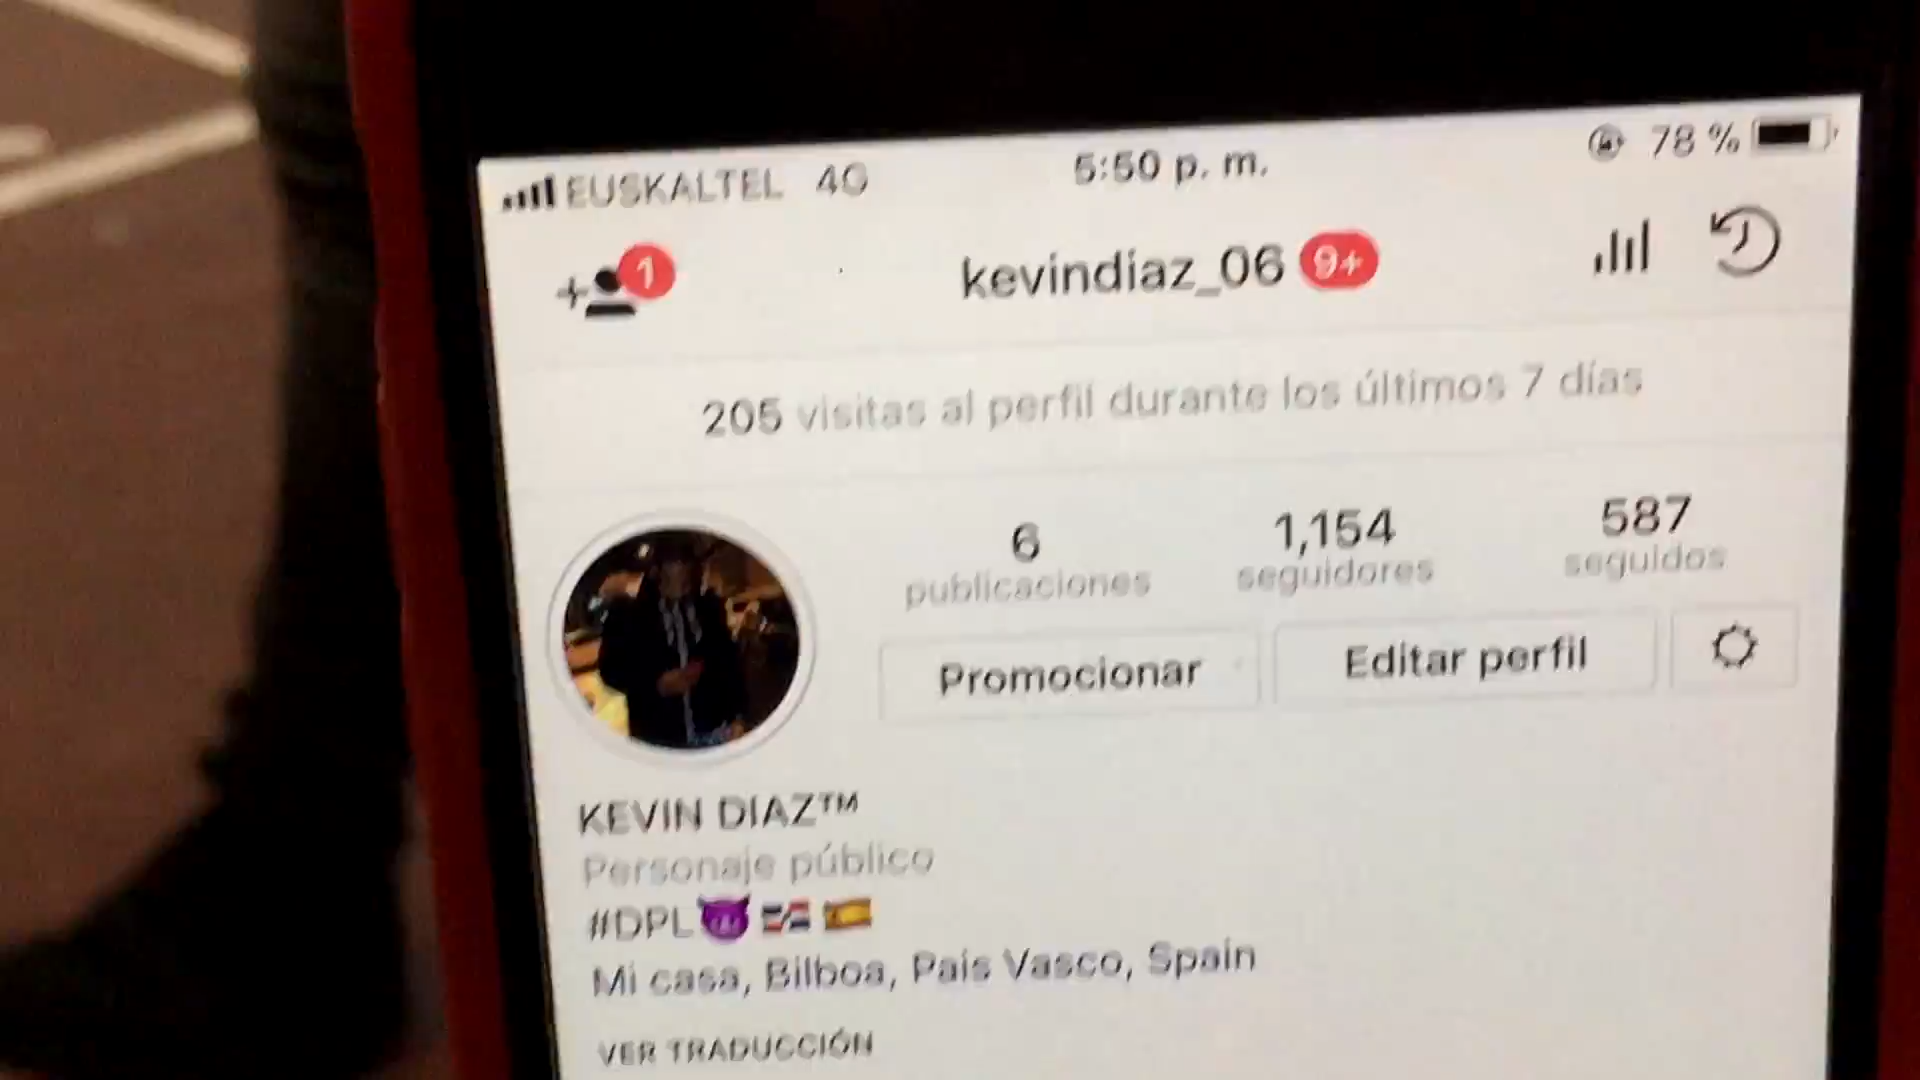 EUSKALTEL 4G 5:50 p. m. 78 %
1 kevindiaz_06 9+
205 visitas al perfil durante los últimos 7 días
6 1,154 587
publicaciones seguidores seguidos
Promocionar Editar perfil
KEVIN DIAZ™
Personaje público
#DPL😈🇩🇴🇪🇸
Mi casa, Bilboa, País Vasco, Spain
VER TRADUCCIÓN